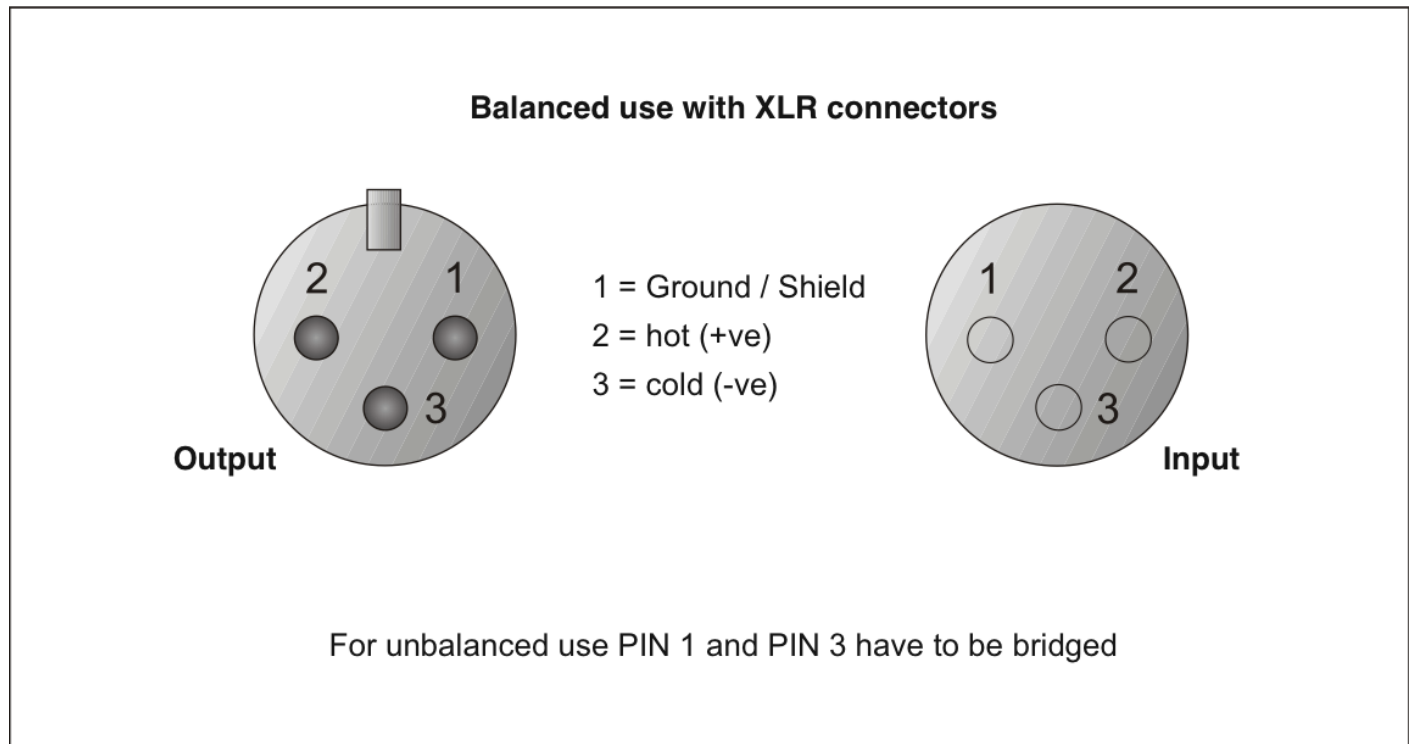 Balanced use with XLR connectors
2 1
3
Output
1 = Ground / Shield
2 = hot (+ve)
3 = cold (-ve)
1 2
3
Input
For unbalanced use PIN 1 and PIN 3 have to be bridged